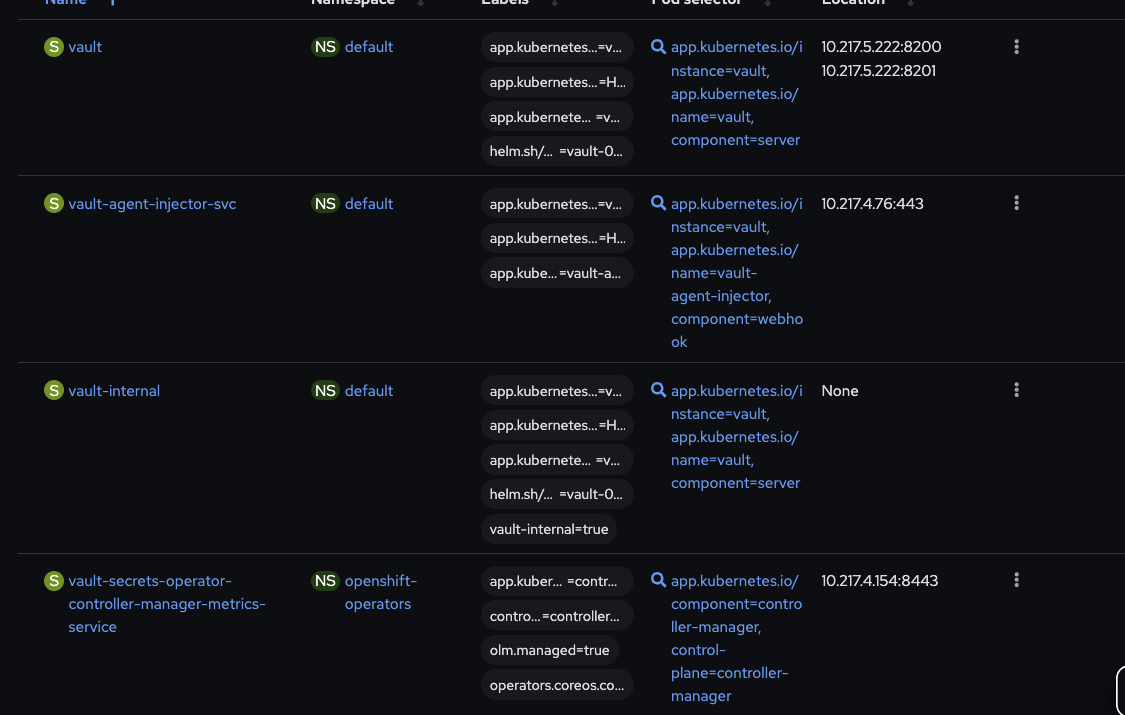 Name Namespace Labels Pod selector Location
S vault
NS default
app.kubernetes...=v...
app.kubernetes...=H...
app.kubernete... =v...
helm.sh/... =vault-0...
app.kubernetes.io/i
nstance=vault,
app.kubernetes.io/
name=vault,
component=server
10.217.5.222:8200
10.217.5.222:8201
S vault-agent-injector-svc
NS default
app.kubernetes...=v...
app.kubernetes...=H...
app.kube...=vault-a...
app.kubernetes.io/i
nstance=vault,
app.kubernetes.io/
name=vault-
agent-injector,
component=webho
ok
10.217.4.76:443
S vault-internal
NS default
app.kubernetes...=v...
app.kubernetes...=H...
app.kubernete... =v...
helm.sh/... =vault-0...
vault-internal=true
app.kubernetes.io/i
nstance=vault,
app.kubernetes.io/
name=vault,
component=server
None
S vault-secrets-operator-
controller-manager-metrics-
service
NS openshift-
operators
app.kuber... =contr...
contro...=controller...
olm.managed=true
operators.coreos.co...
app.kubernetes.io/
component=contro
ller-manager,
control-
plane=controller-
manager
10.217.4.154:8443